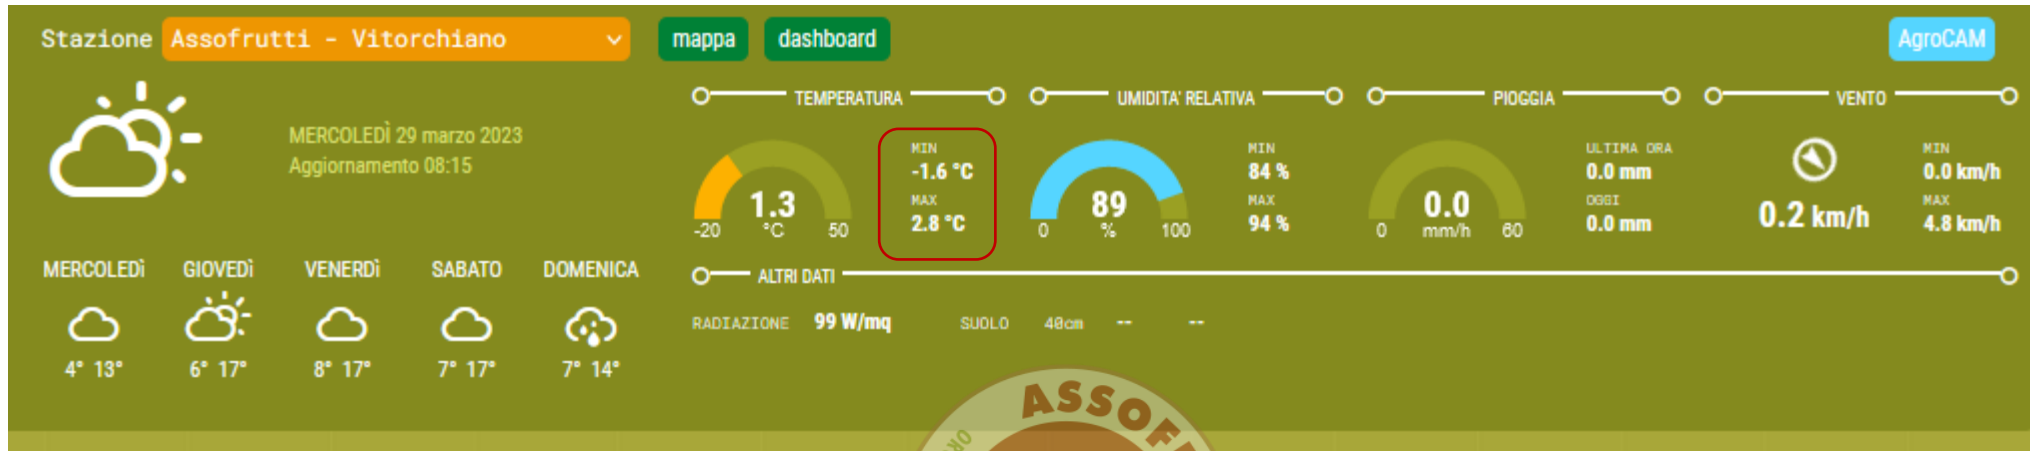 Stazione Assofrutti - Vitorchiano mappa dashboard AgroCAM
MERCOLEDÌ 29 marzo 2023
Aggiornamento 08:15
TEMPERATURA
1.3
°C
-20 50
MIN
-1.6 °C
MAX
2.8 °C
UMIDITA' RELATIVA
89
%
0 100
MIN
84 %
MAX
94 %
PIOGGIA
0.0
mm/h
0 60
ULTIMA ORA
0.0 mm
OGGI
0.0 mm
VENTO
0.2 km/h
MIN
0.0 km/h
MAX
4.8 km/h
MERCOLEDÌ GIOVEDÌ VENERDÌ SABATO DOMENICA
4° 13° 6° 17° 8° 17° 7° 17° 7° 14°
ALTRI DATI
RADIAZIONE 99 W/mq SUOLO 40cm -- --
ASSOF